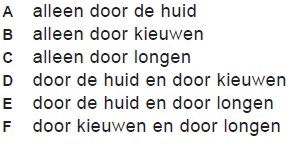 A alleen door de huid
B alleen door kieuwen
C alleen door longen
D door de huid en door kieuwen
E door de huid en door longen
F door kieuwen en door longen